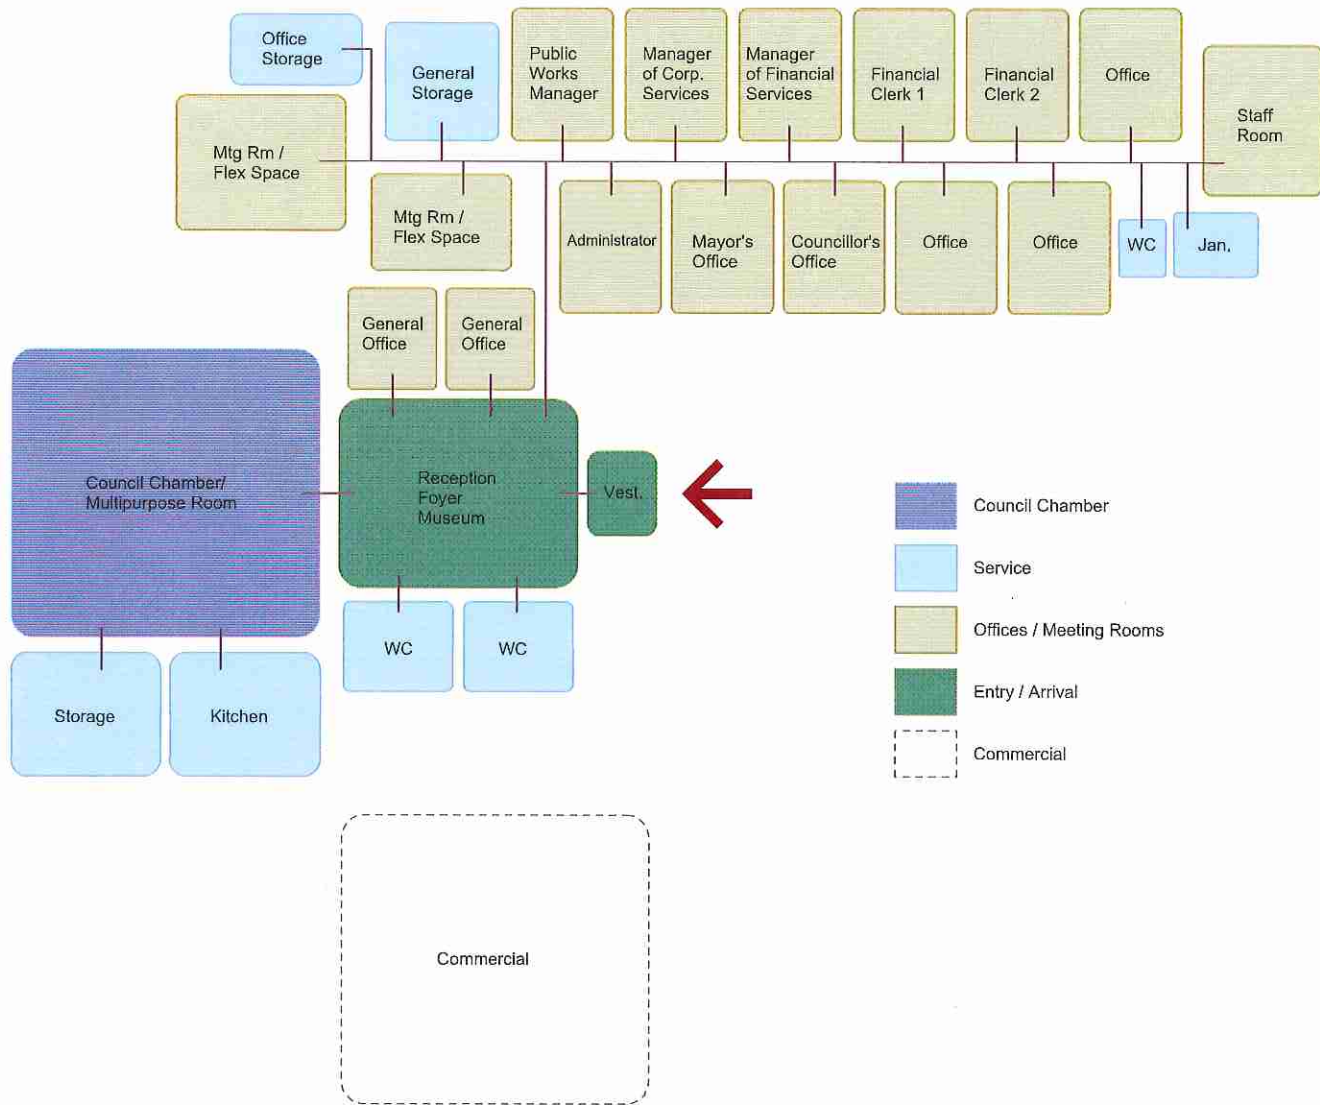 Office
Storage
General
Storage
Public
Works
Manager
Manager
of Corp.
Services
Manager
of Financial
Services
Financial
Clerk 1
Financial
Clerk 2
Office
Staff
Room
Mtg Rm /
Flex Space
Mtg Rm /
Flex Space
Administrator
Mayor's
Office
Councillor's
Office
Office
Office
WC
Jan.
General
Office
General
Office
Council Chamber/
Multipurpose Room
Reception
Foyer
Museum
Vest.
WC
WC
Storage
Kitchen
Council Chamber
Service
Offices / Meeting Rooms
Entry / Arrival
Commercial
Commercial